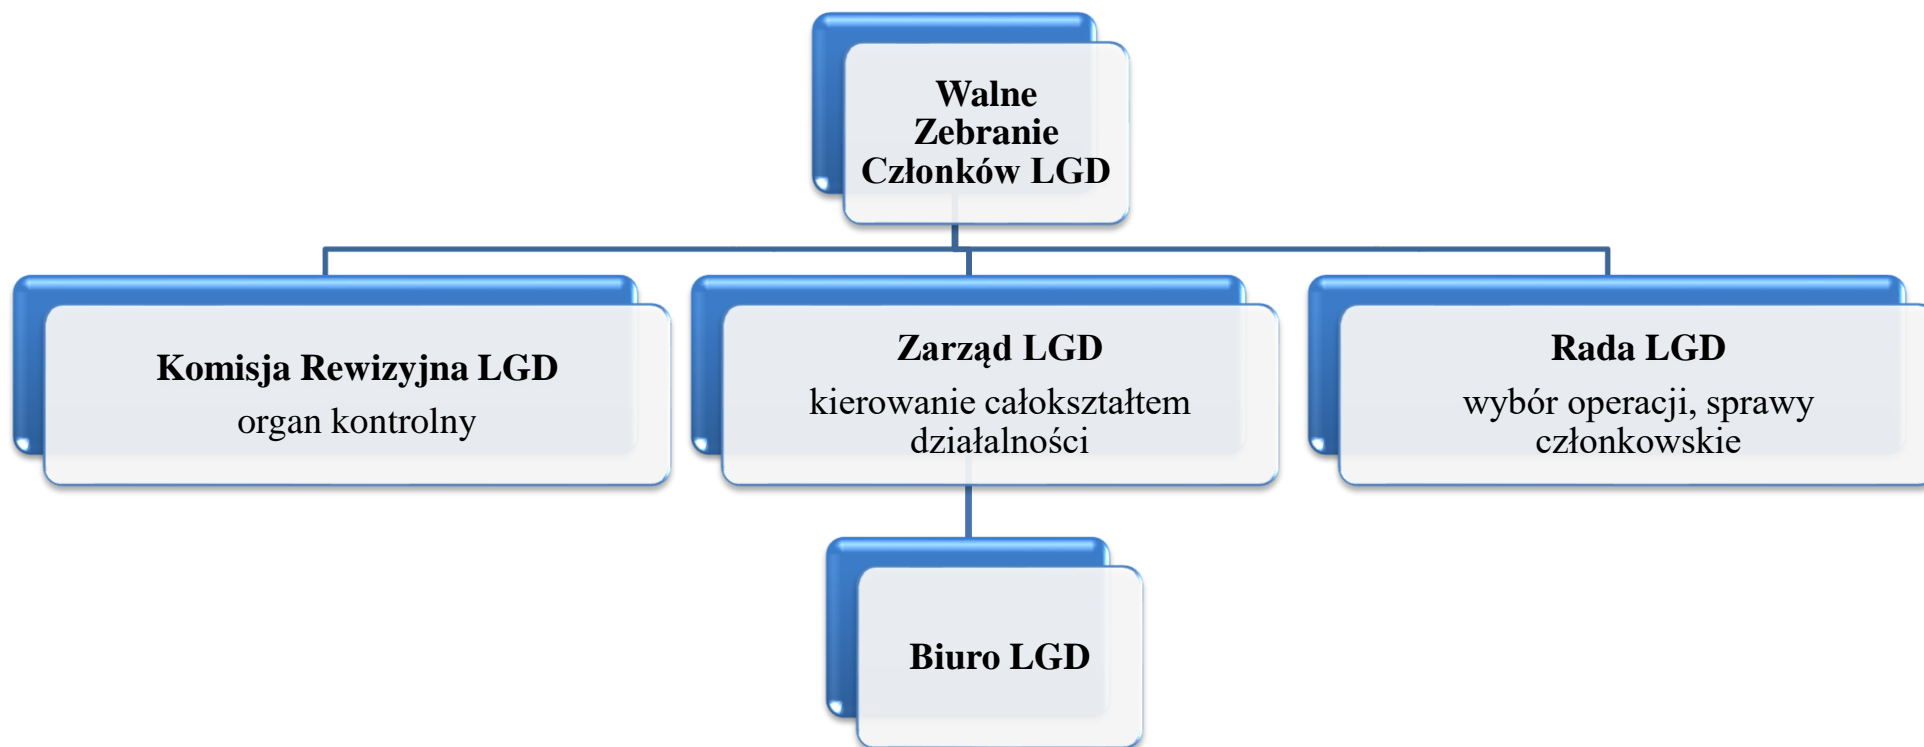 Walne
Zebranie
Członków LGD
Komisja Rewizyjna LGD
organ kontrolny
Zarząd LGD
kierowanie całokształtem
działalności
Rada LGD
wybór operacji, sprawy
członkowskie
Biuro LGD